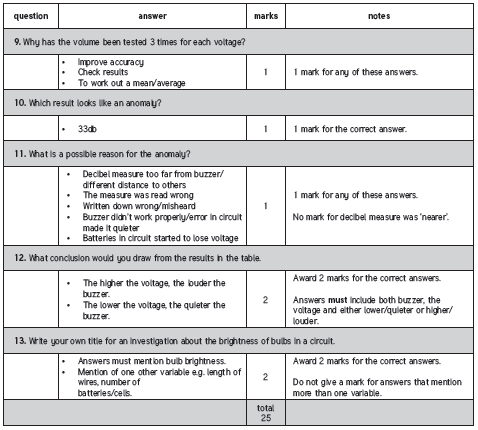 question answer marks notes
9. Why has the volume been tested 3 times for each voltage?
• Improve accuracy
• Check results
• To work out a mean/average
1
1 mark for any of these answers.
10. Which result looks like an anomaly?
• 33db
1
1 mark for the correct answer.
11. What is a possible reason for the anomaly?
• Decibel measure too far from buzzer/
different distance to others
• The measure was read wrong
• Written down wrong/misheard
• Buzzer didn't work properly/error in circuit
made it quieter
• Batteries in circuit started to lose voltage
1
1 mark for any of these answers.
No mark for decibel measure was 'nearer'.
12. What conclusion would you draw from the results in the table.
• The higher the voltage, the louder the
buzzer.
• The lower the voltage, the quieter the
buzzer.
2
Award 2 marks for the correct answers.
Answers must include both buzzer, the
voltage and either lower/quieter or higher/
louder.
13. Write your own title for an investigation about the brightness of bulbs in a circuit.
• Answers must mention bulb brightness.
• Mention of one other variable e.g. length of
wires, number of
batteries/cells.
2
Award 2 marks for the correct answers.
Do not give a mark for answers that mention
more than one variable.
total
25